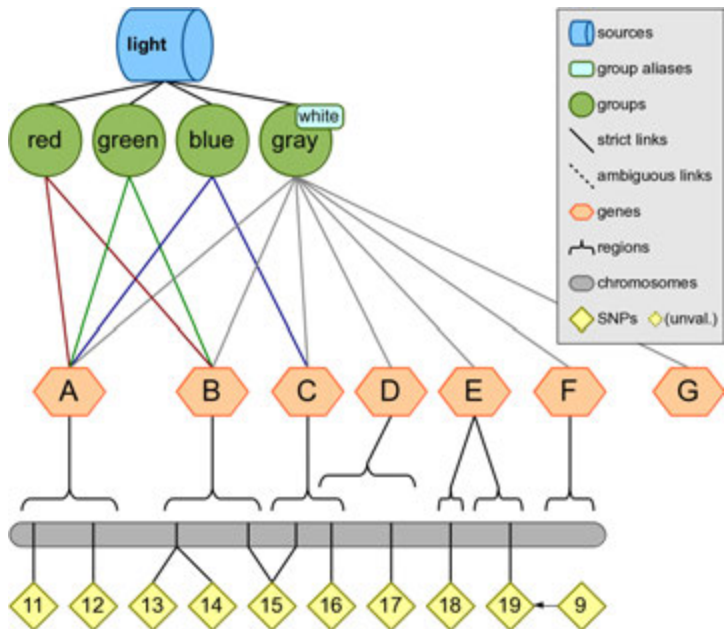 light
red
green
blue
gray
white
A
B
C
D
E
F
G
11
12
13
14
15
16
17
18
19
9
sources
group aliases
groups
strict links
ambiguous links
genes
regions
chromosomes
SNPs
(unval.)